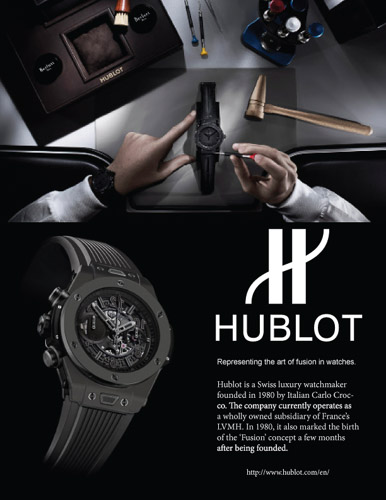 HUBLOT
HUBLOT
Representing the art of fusion in watches.
Hublot is a Swiss luxury watchmaker
founded in 1980 by Italian Carlo Croc-
co. The company currently operates as
a wholly owned subsidiary of France's
LVMH. In 1980, it also marked the birth
of the 'Fusion' concept a few months
after being founded.
http://www.hublot.com/en/